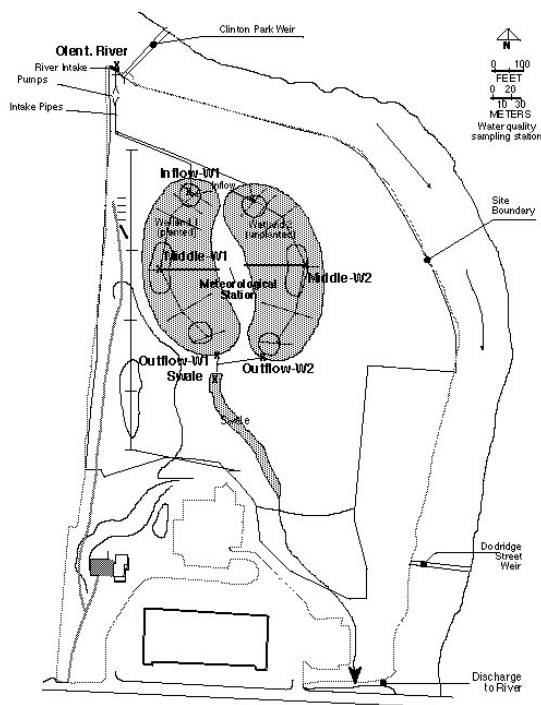 Clinton Park Weir
Olent. River
River Intake
Pumps
Intake Pipes
N
0 100
FEET
0 20
10 30
METERS
Water quality
sampling station
Inflow-W1
Inflow
Wetland 1
(planted)
Wetland 2
(unplanted)
Site
Boundary
Middle-W1
Middle-W2
Meteorological
Station
Outflow-W1
Outflow-W2
Swale
Swale
Dodridge
Street
Weir
Discharge
to River